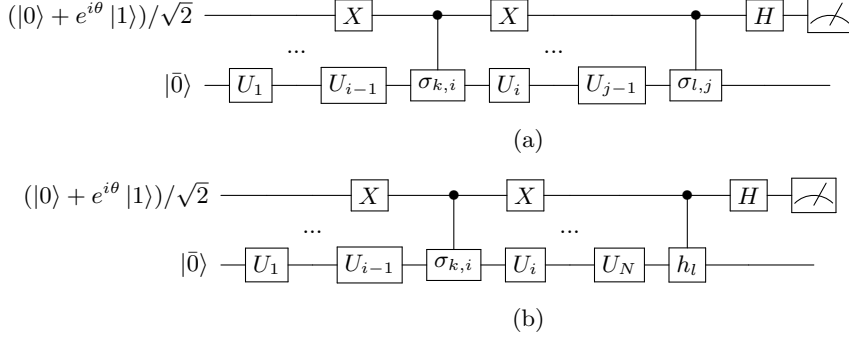 (|0⟩ + e^{iθ} |1⟩)/√2 X X H
... ...
|0̄⟩ U_1 U_{i−1} σ_{k,i} U_i U_{j−1} σ_{l,j}
(a)
(|0⟩ + e^{iθ} |1⟩)/√2 X X H
... ...
|0̄⟩ U_1 U_{i−1} σ_{k,i} U_i U_N h_l
(b)